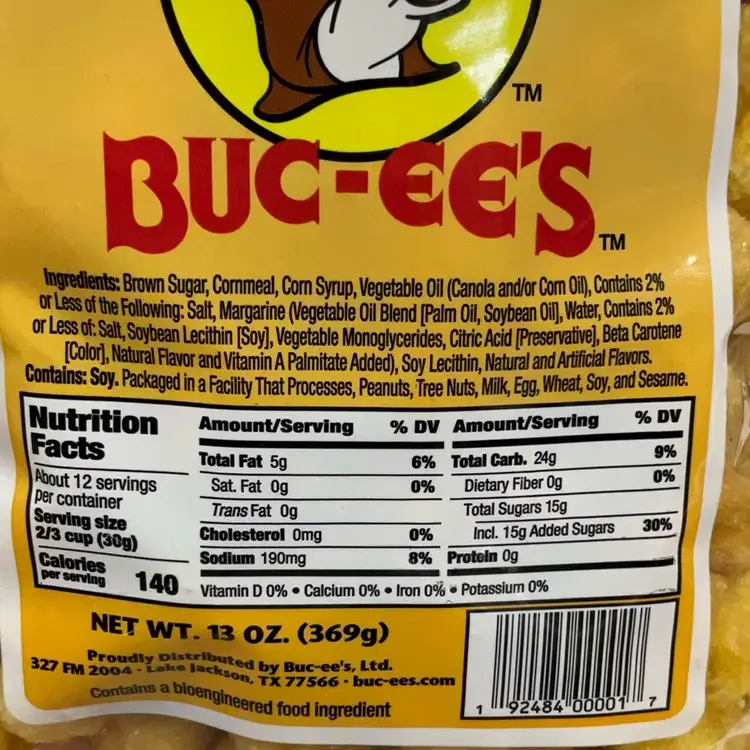 TM
BUC-EE'S
TM
Ingredients: Brown Sugar, Cornmeal, Corn Syrup, Vegetable Oil (Canola and/or Corn Oil), Contains 2%
or Less of the Following: Salt, Margarine (Vegetable Oil Blend [Palm Oil, Soybean Oil], Water, Contains 2%
or Less of: Salt, Soybean Lecithin [Soy], Vegetable Monoglycerides, Citric Acid [Preservative], Beta Carotene
[Color], Natural Flavor and Vitamin A Palmitate Added), Soy Lecithin, Natural and Artificial Flavors.
Contains: Soy. Packaged in a Facility That Processes, Peanuts, Tree Nuts, Milk, Egg, Wheat, Soy, and Sesame.
Nutrition
Facts
About 12 servings
per container
Serving size
2/3 cup (30g)
Calories
per serving 140
Amount/Serving % DV
Total Fat 5g 6%
Sat. Fat 0g 0%
Trans Fat 0g
Cholesterol 0mg 0%
Sodium 190mg 8%
Amount/Serving % DV
Total Carb. 24g 9%
Dietary Fiber 0g 0%
Total Sugars 15g
Incl. 15g Added Sugars 30%
Protein 0g
Vitamin D 0% • Calcium 0% • Iron 0% • Potassium 0%
NET WT. 13 OZ. (369g)
Proudly Distributed by Buc-ee's, Ltd.
327 FM 2004 · Lake Jackson, TX 77566 · buc-ees.com
Contains a bioengineered food ingredient
1 92484 00001 7